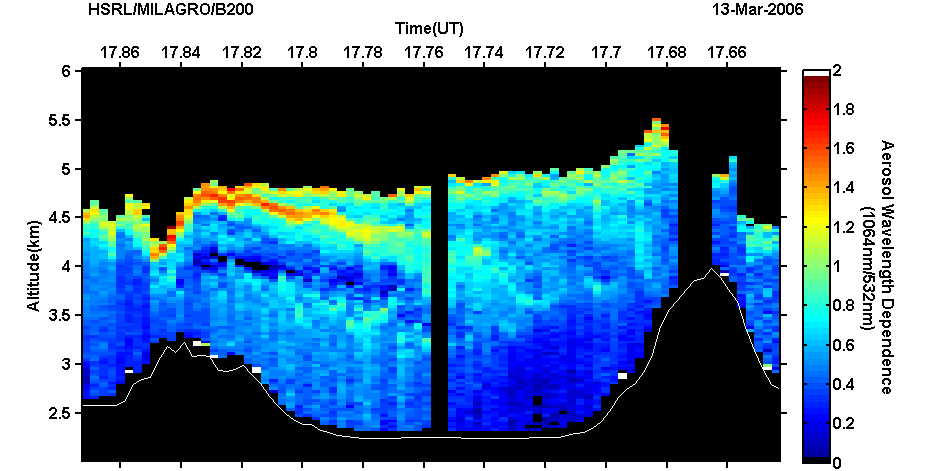 HSRL/MILAGRO/B200
13-Mar-2006
Time(UT)
17.86 17.84 17.82 17.8 17.78 17.76 17.74 17.72 17.7 17.68 17.66
6
5.5
5
4.5
4
3.5
3
2.5
Altitude(km)
2
1.8
1.6
1.4
1.2
1
0.8
0.6
0.4
0.2
0
Aerosol Wavelength Dependence
(1064nm/532nm)